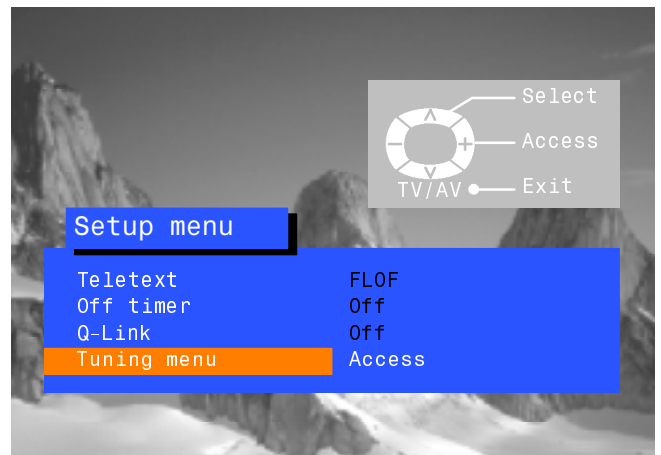 Select
Access
TV/AV Exit
Setup menu
Teletext FLOF
Off timer Off
Q-Link Off
Tuning menu Access